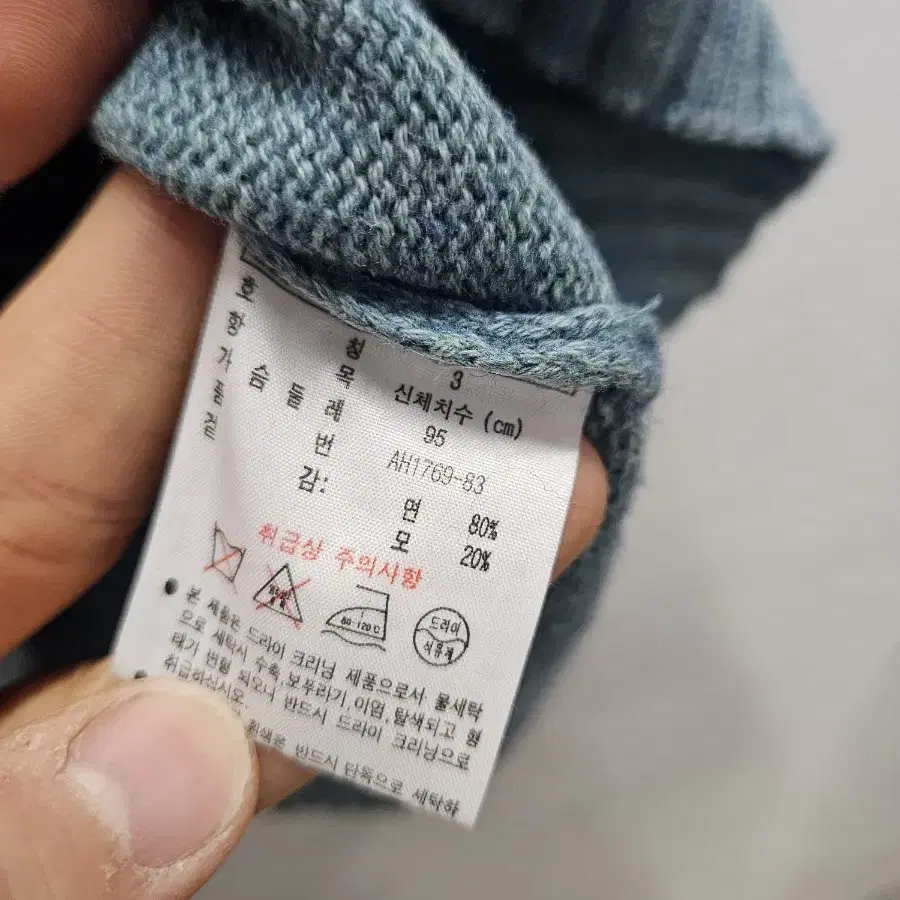 호 칭 3
항 목 신체치수 (cm)
가 슴 둘 레 95
품 번 AH1769-83
겉 감: 면 80%
모 20%
취급상 주의사항
80-120℃
드라이
석유계
본 제품은 드라이 크리닝 제품으로서 물세탁
으로 세탁시 수축,보푸라기,이염,탈색되고 형
태가 변형 되오니 반드시 드라이 크리닝으로
취급하십시오.
흰색은 반드시 단독으로 세탁하